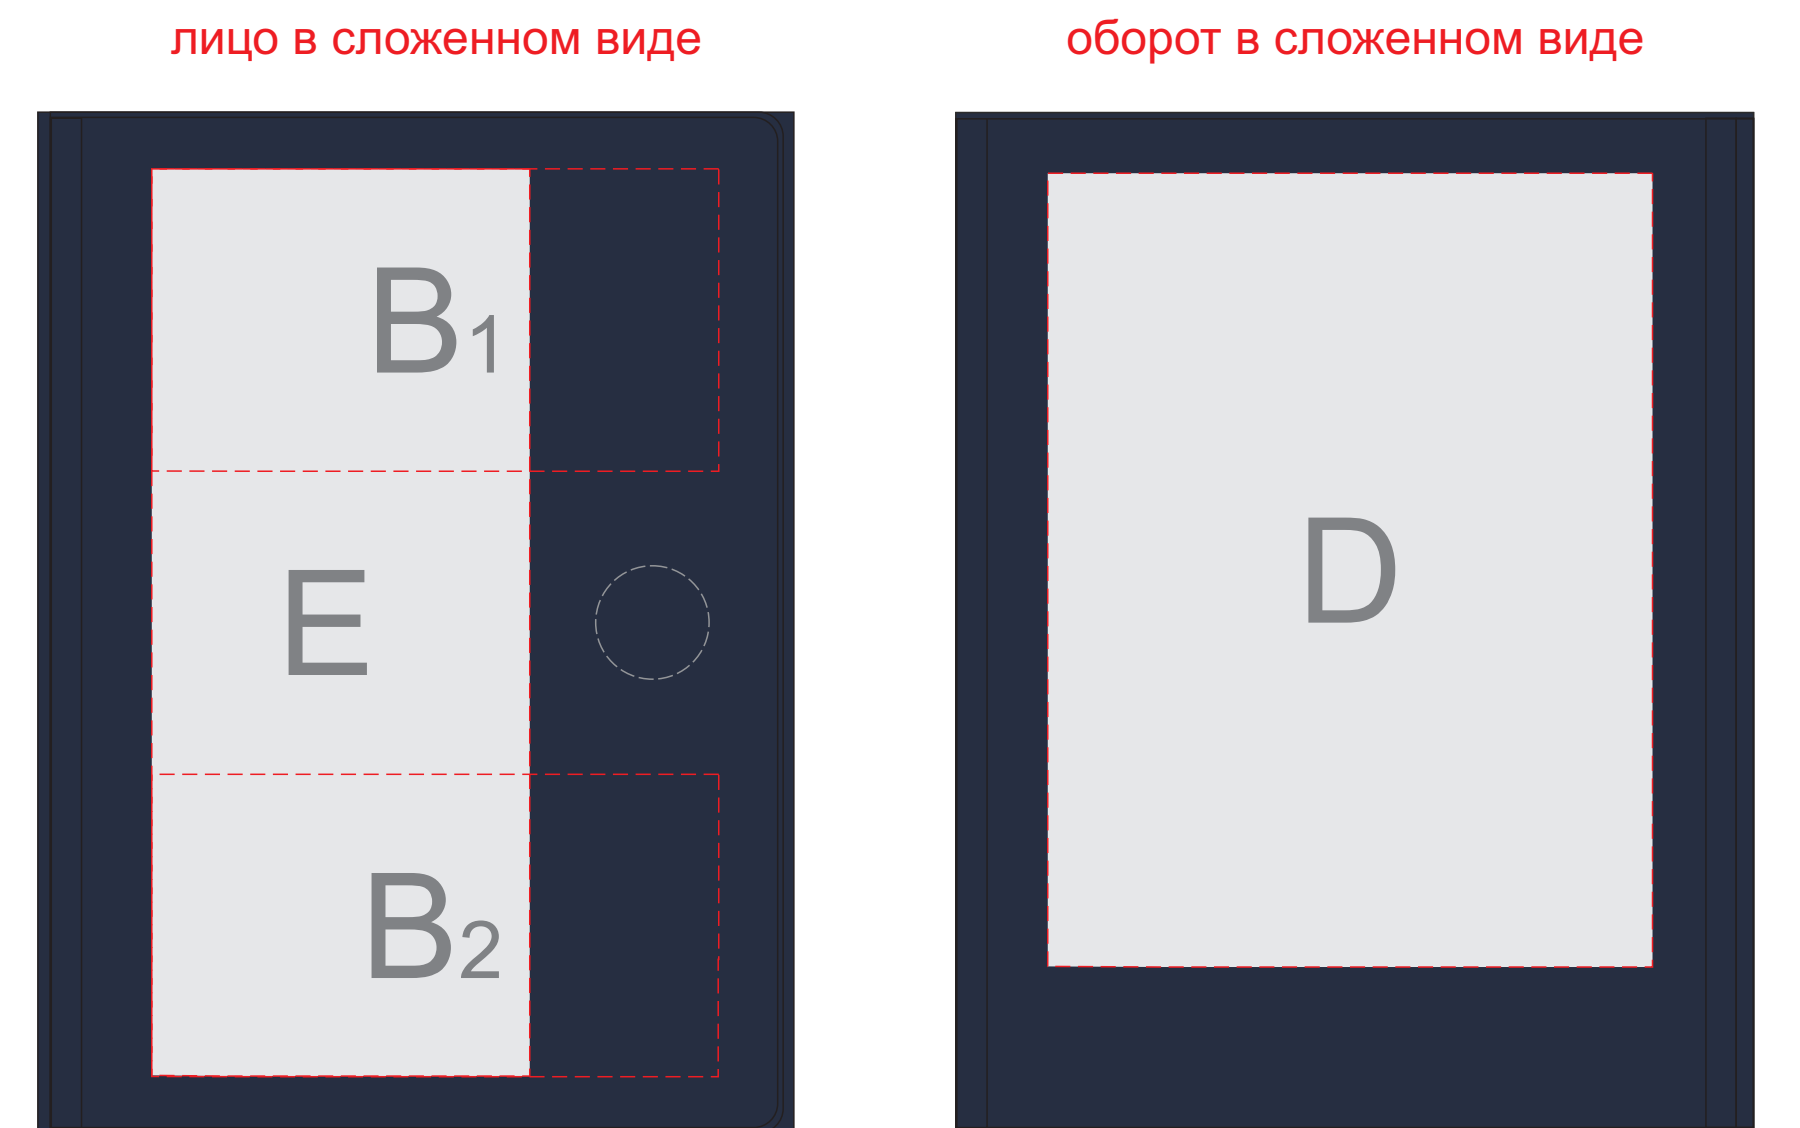 лицо в сложенном виде
оборот в сложенном виде
B1
E
D
B2